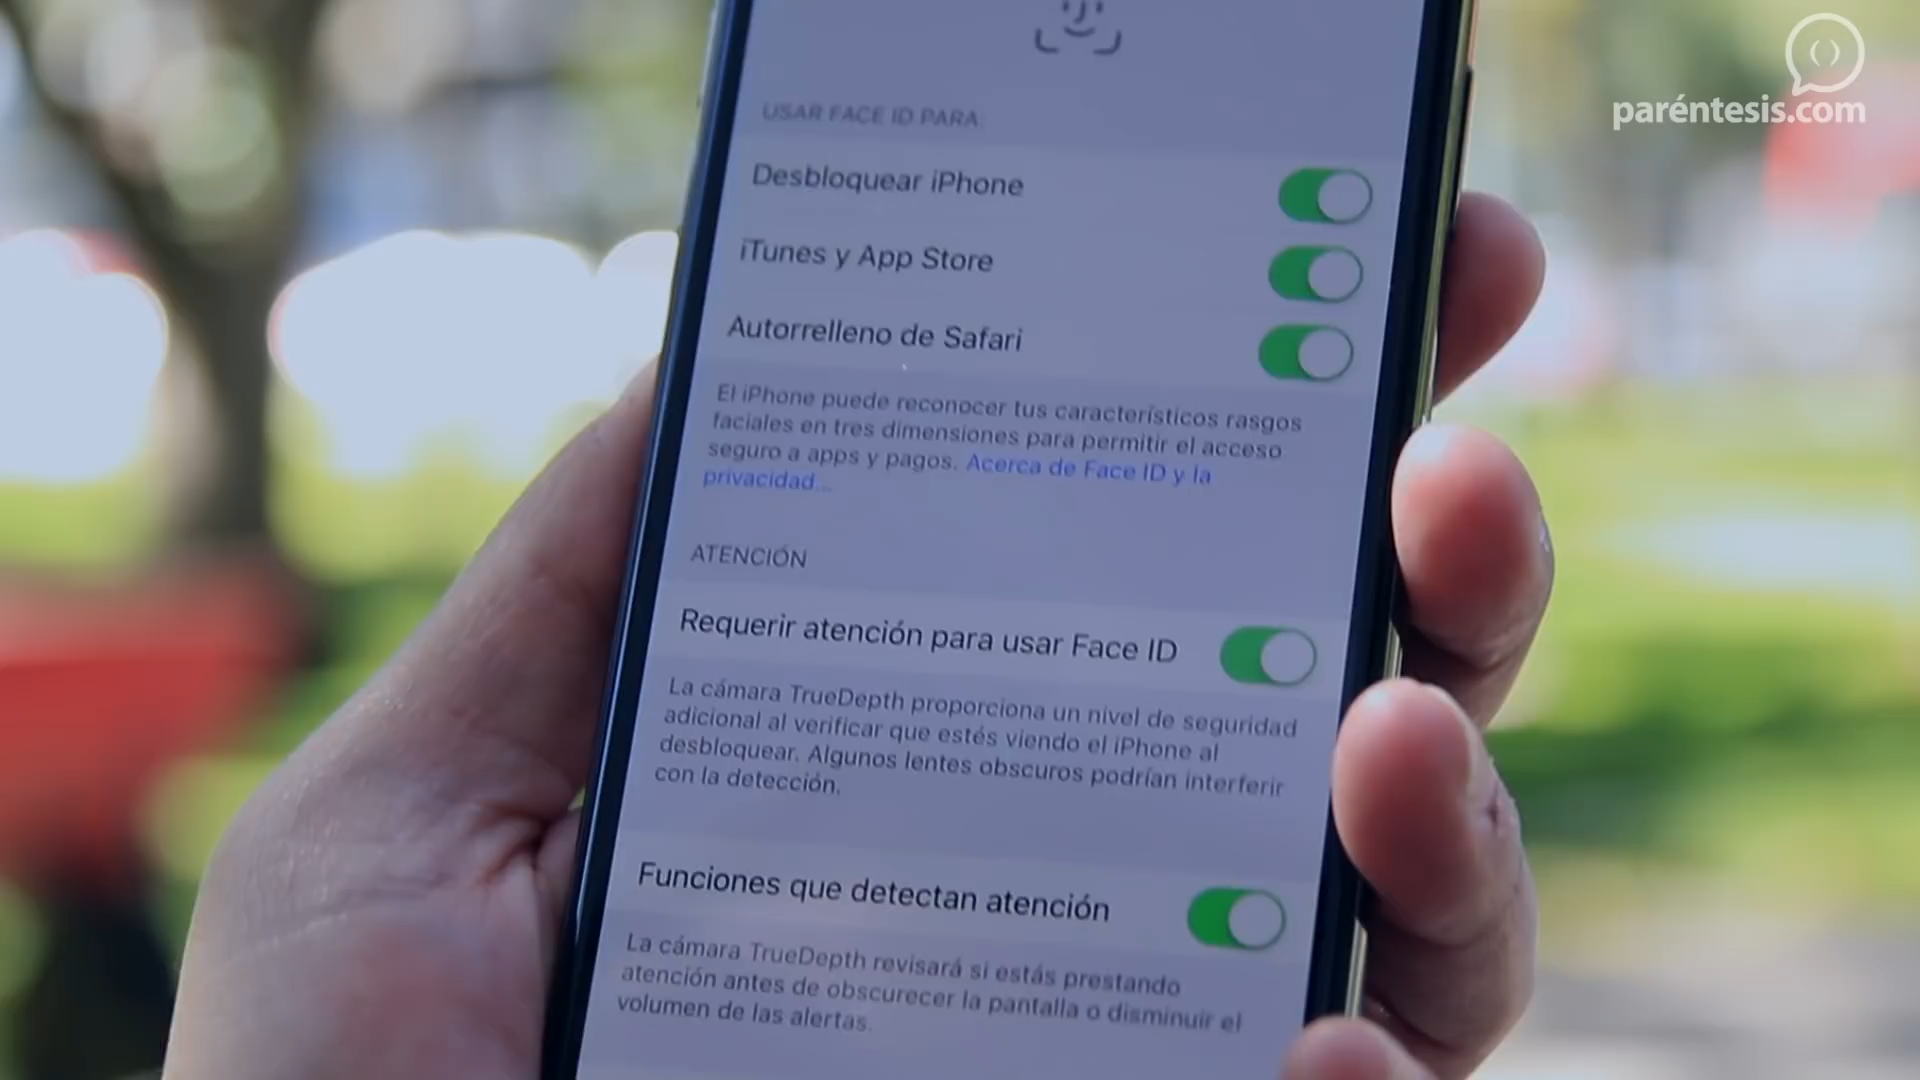 paréntesis.com
USAR FACE ID PARA:
Desbloquear iPhone
iTunes y App Store
Autorrelleno de Safari
El iPhone puede reconocer tus característicos rasgos
faciales en tres dimensiones para permitir el acceso
seguro a apps y pagos. Acerca de Face ID y la
privacidad...
ATENCIÓN
Requerir atención para usar Face ID
La cámara TrueDepth proporciona un nivel de seguridad
adicional al verificar que estés viendo el iPhone al
desbloquear. Algunos lentes obscuros podrían interferir
con la detección.
Funciones que detectan atención
La cámara TrueDepth revisará si estás prestando
atención antes de obscurecer la pantalla o disminuir el
volumen de las alertas.